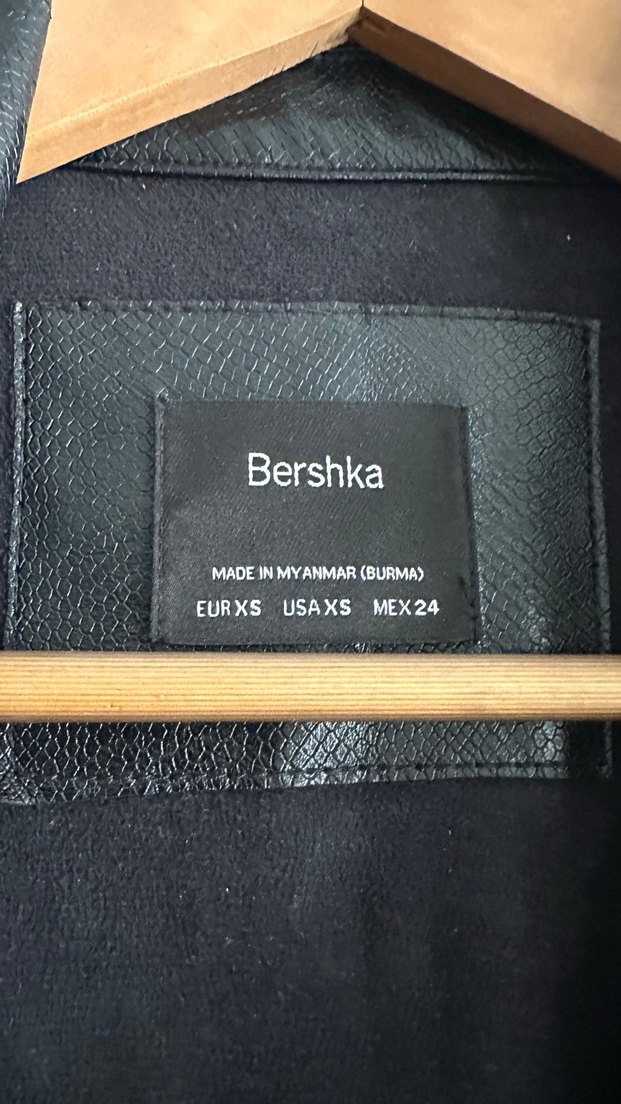 Bershka
MADE IN MYANMAR (BURMA)
EUR XS USA XS MEX 24